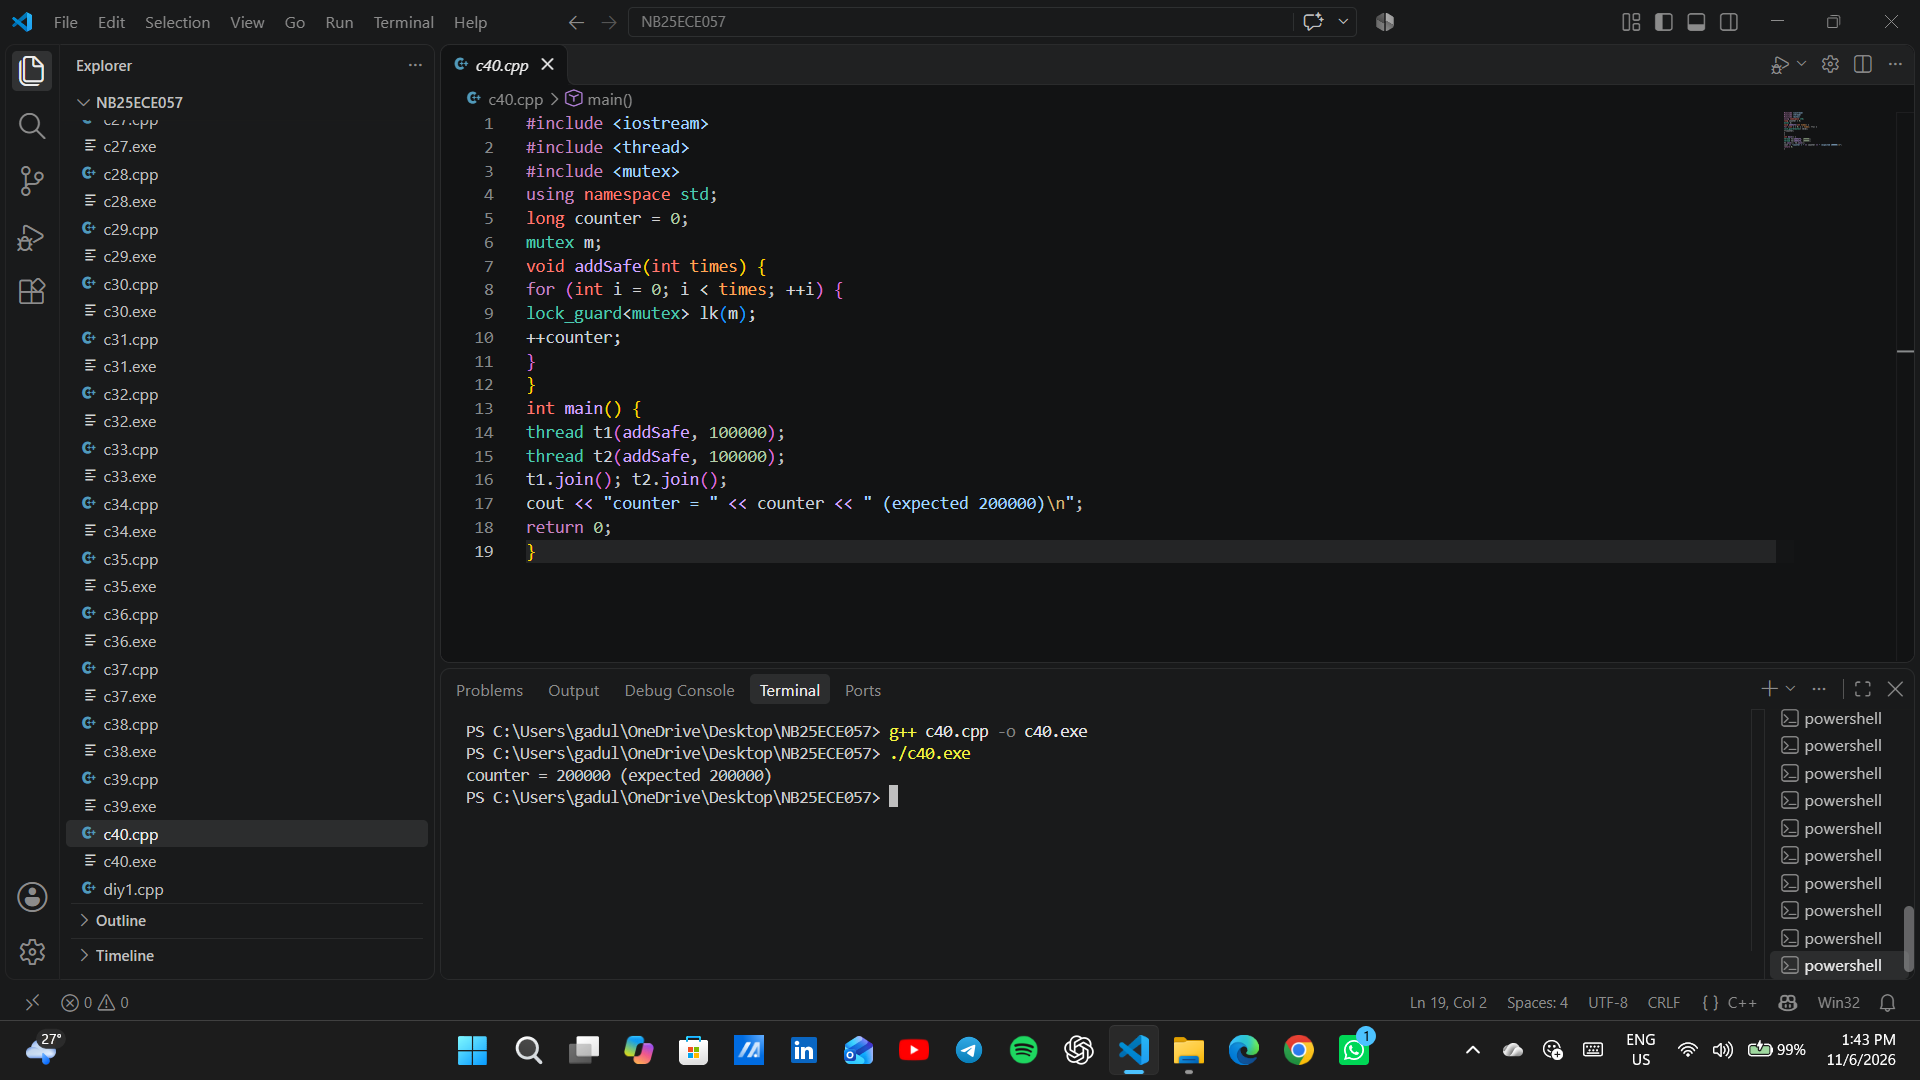 File Edit Selection View Go Run Terminal Help
NB25ECE057
Explorer
NB25ECE057
c27.cpp
c27.exe
c28.cpp
c28.exe
c29.cpp
c29.exe
c30.cpp
c30.exe
c31.cpp
c31.exe
c32.cpp
c32.exe
c33.cpp
c33.exe
c34.cpp
c34.exe
c35.cpp
c35.exe
c36.cpp
c36.exe
c37.cpp
c37.exe
c38.cpp
c38.exe
c39.cpp
c39.exe
c40.cpp
c40.exe
diy1.cpp
Outline
Timeline
c40.cpp
c40.cpp > main()
1 #include <iostream>
2 #include <thread>
3 #include <mutex>
4 using namespace std;
5 long counter = 0;
6 mutex m;
7 void addSafe(int times) {
8 for (int i = 0; i < times; ++i) {
9 lock_guard<mutex> lk(m);
10 ++counter;
11 }
12 }
13 int main() {
14 thread t1(addSafe, 100000);
15 thread t2(addSafe, 100000);
16 t1.join(); t2.join();
17 cout << "counter = " << counter << " (expected 200000)\n";
18 return 0;
19 }
Problems Output Debug Console Terminal Ports
PS C:\Users\gadul\OneDrive\Desktop\NB25ECE057> g++ c40.cpp -o c40.exe
PS C:\Users\gadul\OneDrive\Desktop\NB25ECE057> ./c40.exe
counter = 200000 (expected 200000)
PS C:\Users\gadul\OneDrive\Desktop\NB25ECE057>
powershell
powershell
powershell
powershell
powershell
powershell
powershell
powershell
powershell
powershell
0 0
Ln 19, Col 2 Spaces: 4 UTF-8 CRLF { } C++ Win32
27°
in
1
ENG
US
99%
1:43 PM
11/6/2026